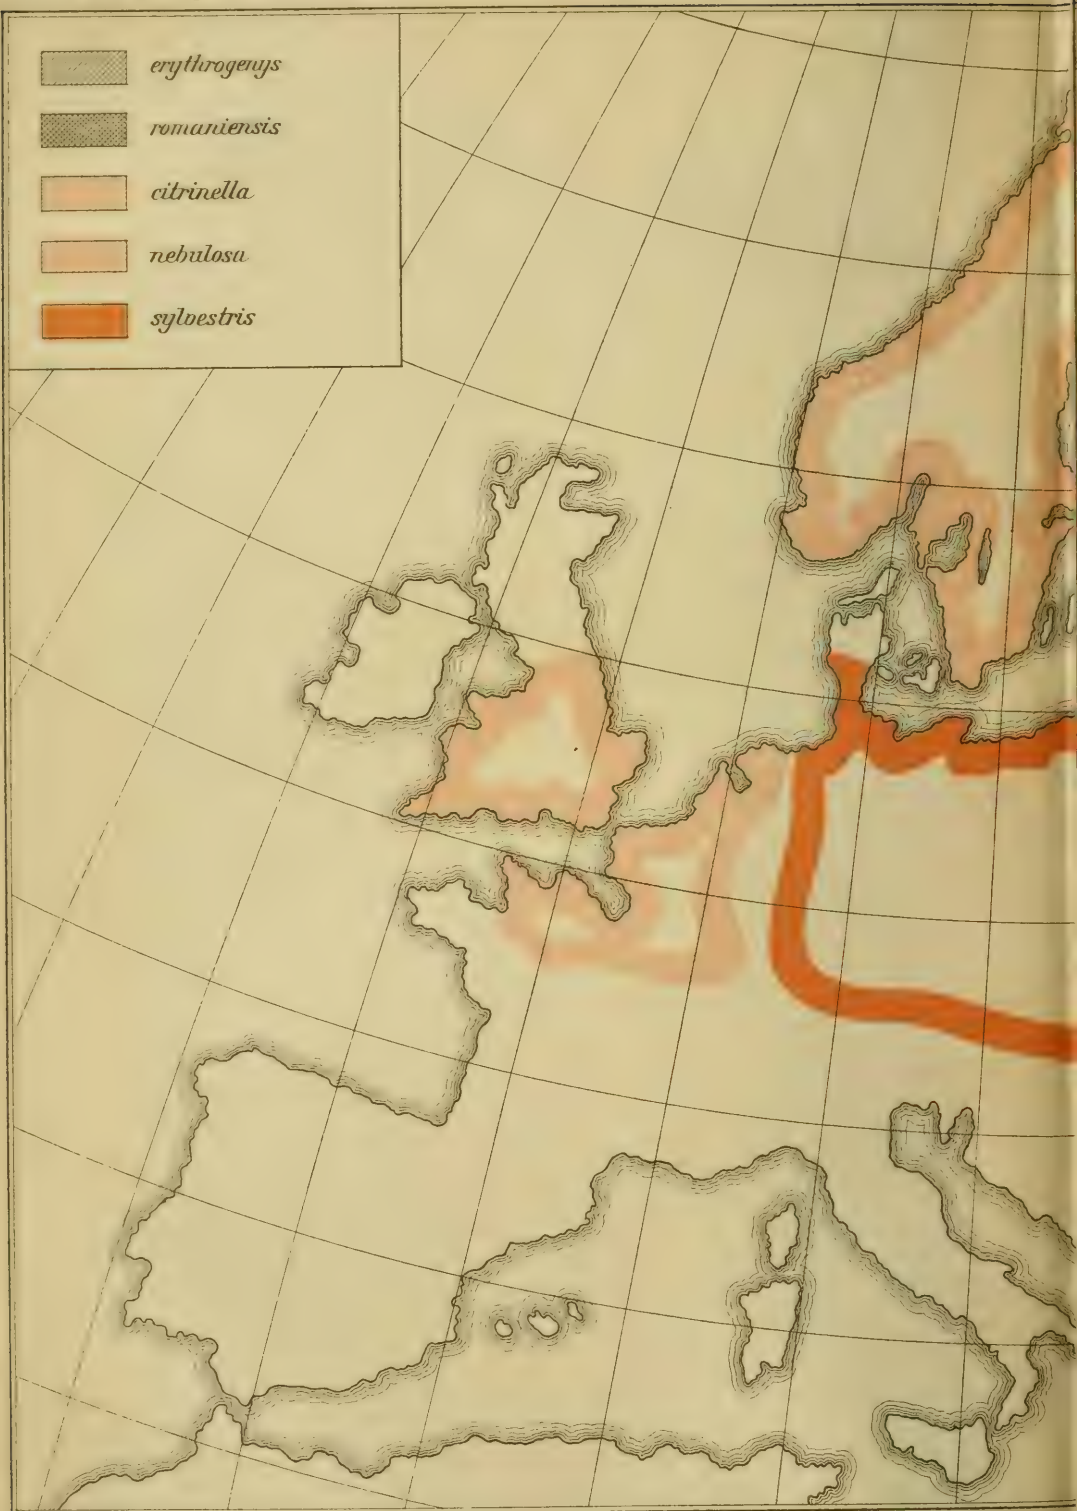 erythrogenys
romaniensis
citrinella
nebulosa
sylvestris